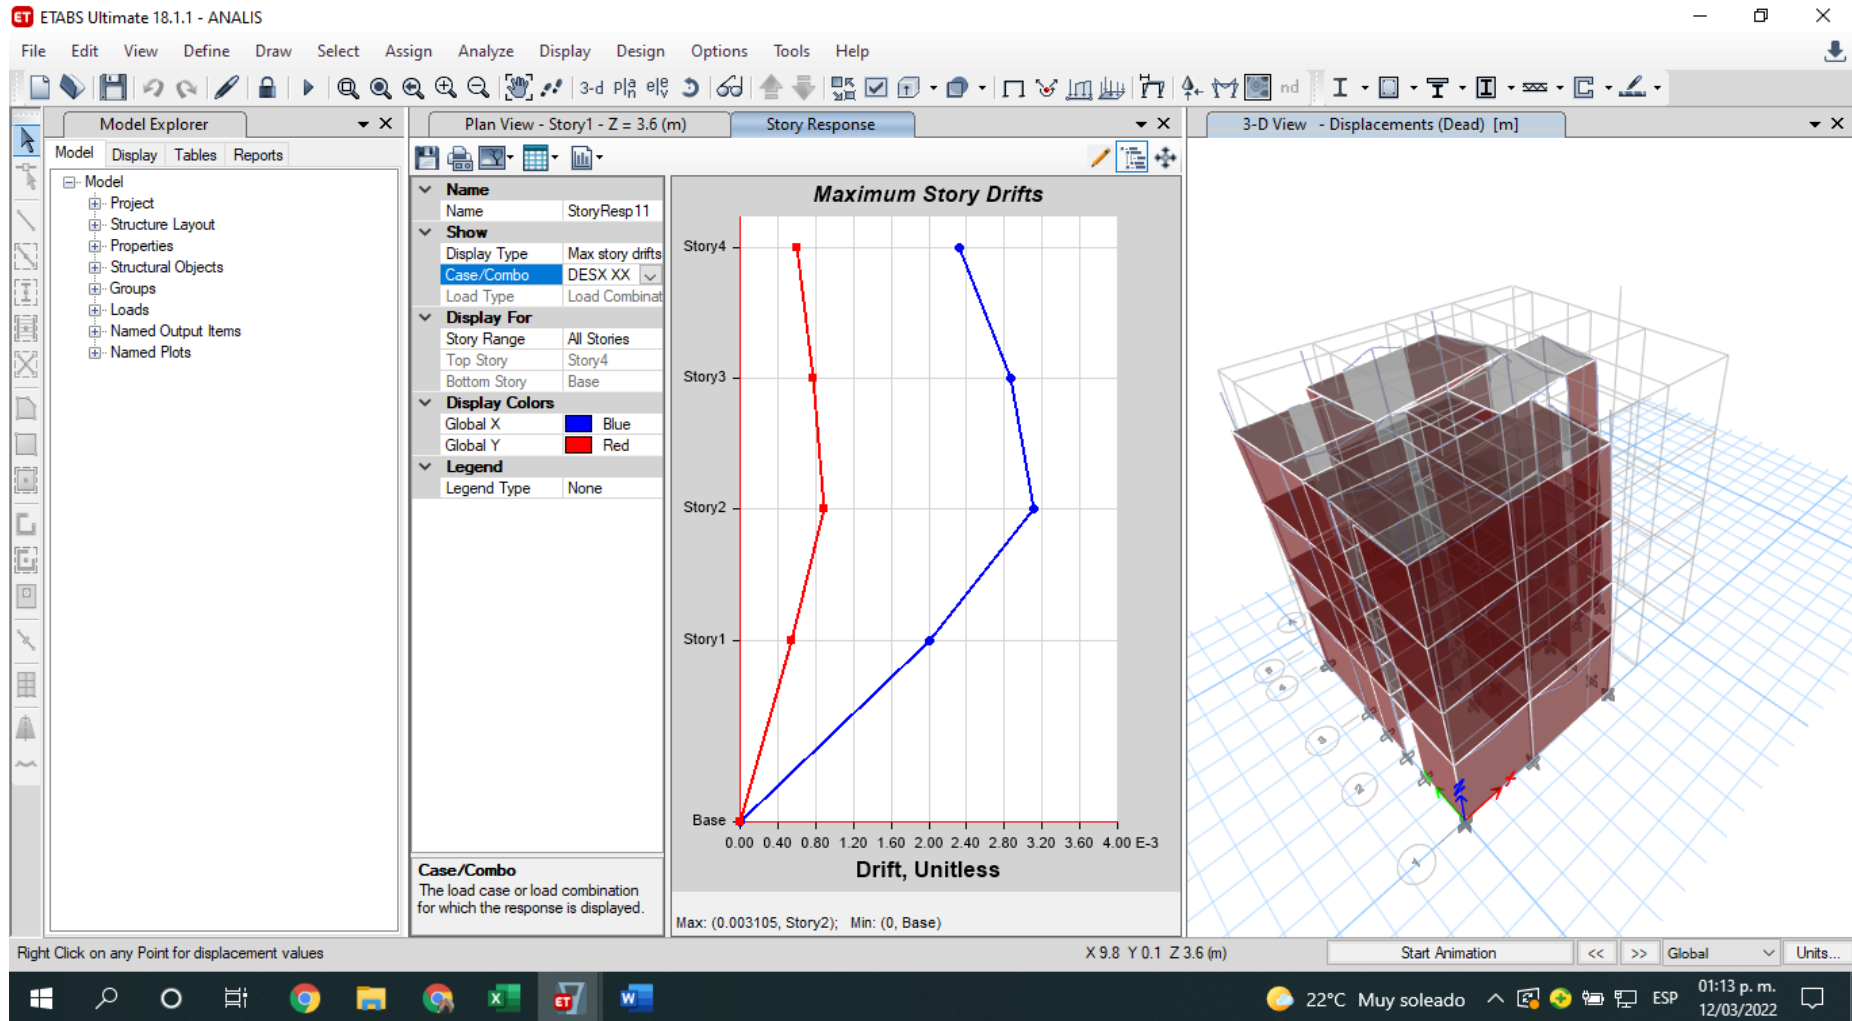 ETABS Ultimate 18.1.1 - ANALIS
File Edit View Define Draw Select Assign Analyze Display Design Options Tools Help
3-d nd
Model Explorer
Model Display Tables Reports
Model
Project
Structure Layout
Properties
Structural Objects
Groups
Loads
Named Output Items
Named Plots
Plan View - Story1 - Z = 3.6 (m)
Story Response
Name
Name StoryResp11
Show
Display Type Max story drifts
Case/Combo DESX XX
Load Type Load Combinat
Display For
Story Range All Stories
Top Story Story4
Bottom Story Base
Display Colors
Global X Blue
Global Y Red
Legend
Legend Type None
Case/Combo
The load case or load combination
for which the response is displayed.
Maximum Story Drifts
Story4
Story3
Story2
Story1
Base
0.00 0.40 0.80 1.20 1.60 2.00 2.40 2.80 3.20 3.60 4.00 E-3
Drift, Unitless
Max: (0.003105, Story2); Min: (0, Base)
3-D View - Displacements (Dead) [m]
5
4
3
2
Right Click on any Point for displacement values
X 9.8 Y 0.1 Z 3.6 (m)
Start Animation
<< >>
Global
Units...
22°C Muy soleado
ESP
01:13 p. m.
12/03/2022